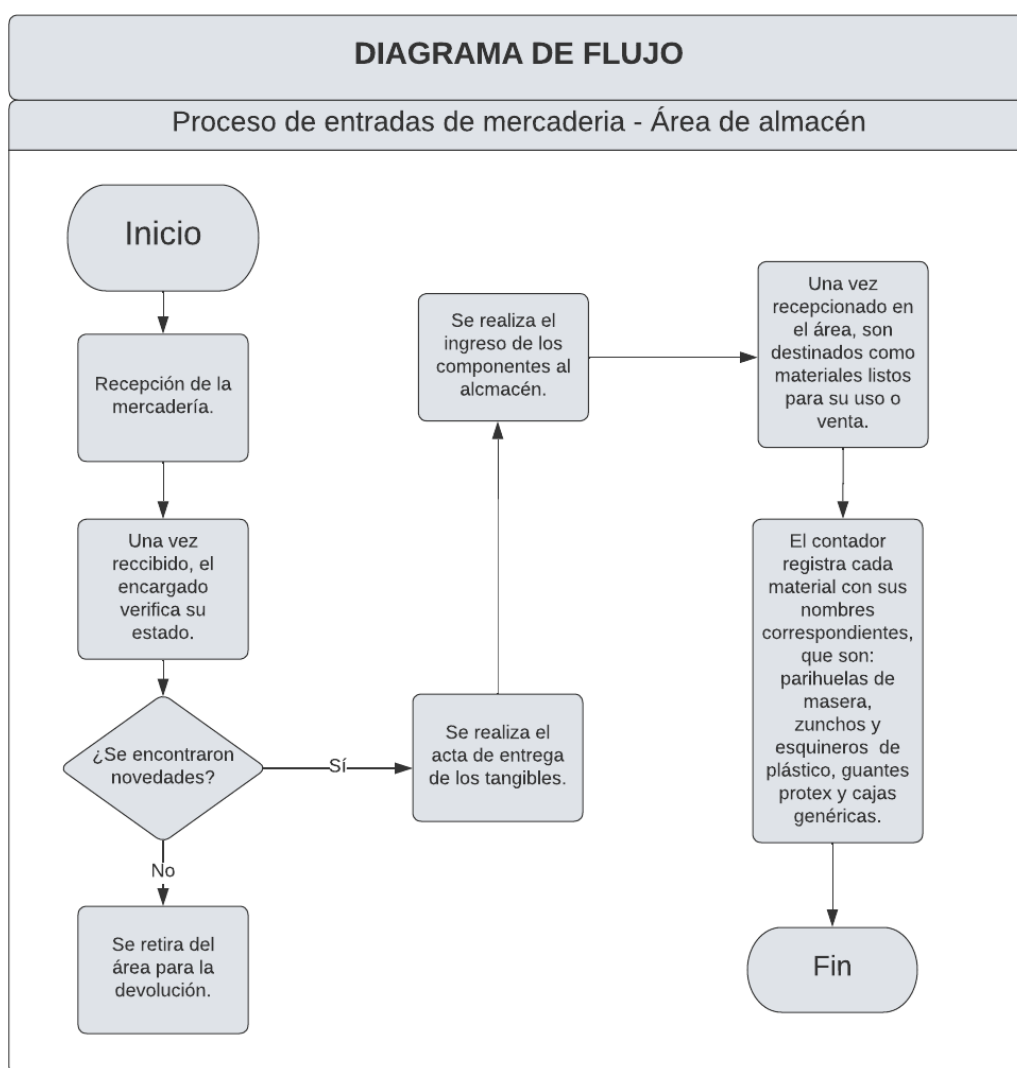 DIAGRAMA DE FLUJO
Proceso de entradas de mercaderia - Área de almacén
Inicio
Recepción de la
mercadería.
Una vez
reccibido, el
encargado
verifica su
estado.
¿Se encontraron
novedades?
No
Se retira del
área para la
devolución.
Sí
Se realiza el
acta de entrega
de los tangibles.
Se realiza el
ingreso de los
componentes al
alcmacén.
Una vez
recepcionado en
el área, son
destinados como
materiales listos
para su uso o
venta.
El contador
registra cada
material con sus
nombres
correspondientes,
que son:
parihuelas de
masera,
zunchos y
esquineros  de
plástico, guantes
protex y cajas
genéricas.
Fin